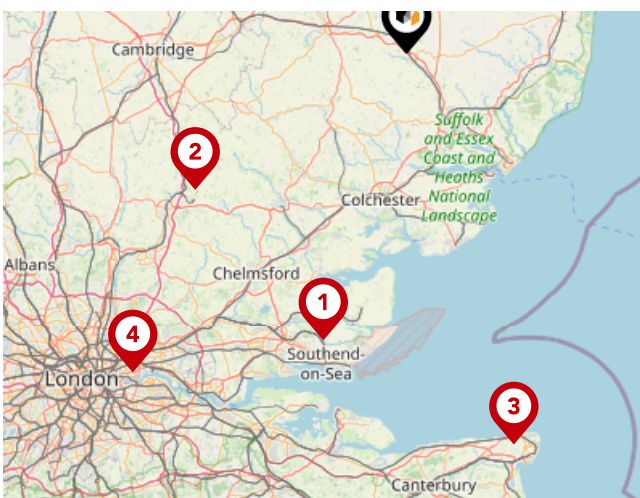 Cambridge
2
Suffolk
and Essex
Coast and
Heaths
National
Landscape
Colchester
Albans
Chelmsford
1
4
Southend-
on-Sea
London
3
Canterbury